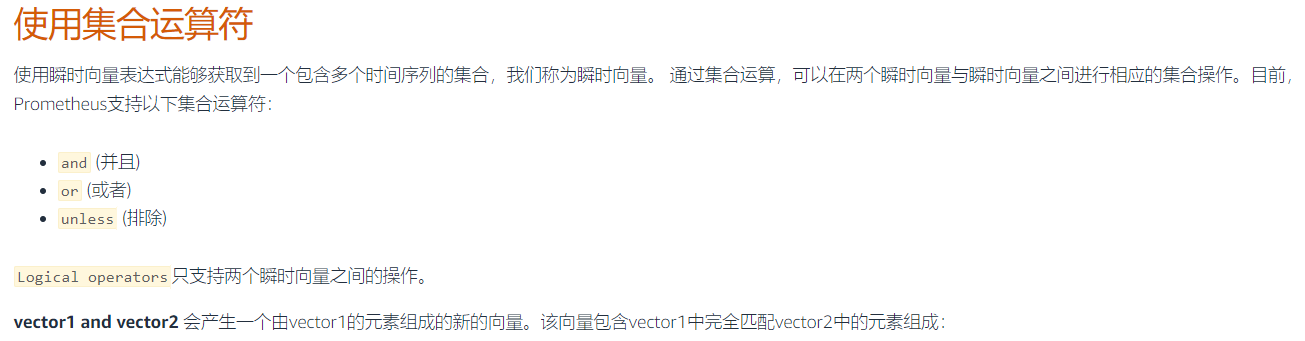 使用集合运算符
使用瞬时向量表达式能够获取到一个包含多个时间序列的集合，我们称为瞬时向量。 通过集合运算，可以在两个瞬时向量与瞬时向量之间进行相应的集合操作。目前，
Prometheus支持以下集合运算符：
and (并且)
or (或者)
unless (排除)
Logical operators只支持两个瞬时向量之间的操作。
vector1 and vector2 会产生一个由vector1的元素组成的新的向量。该向量包含vector1中完全匹配vector2中的元素组成：